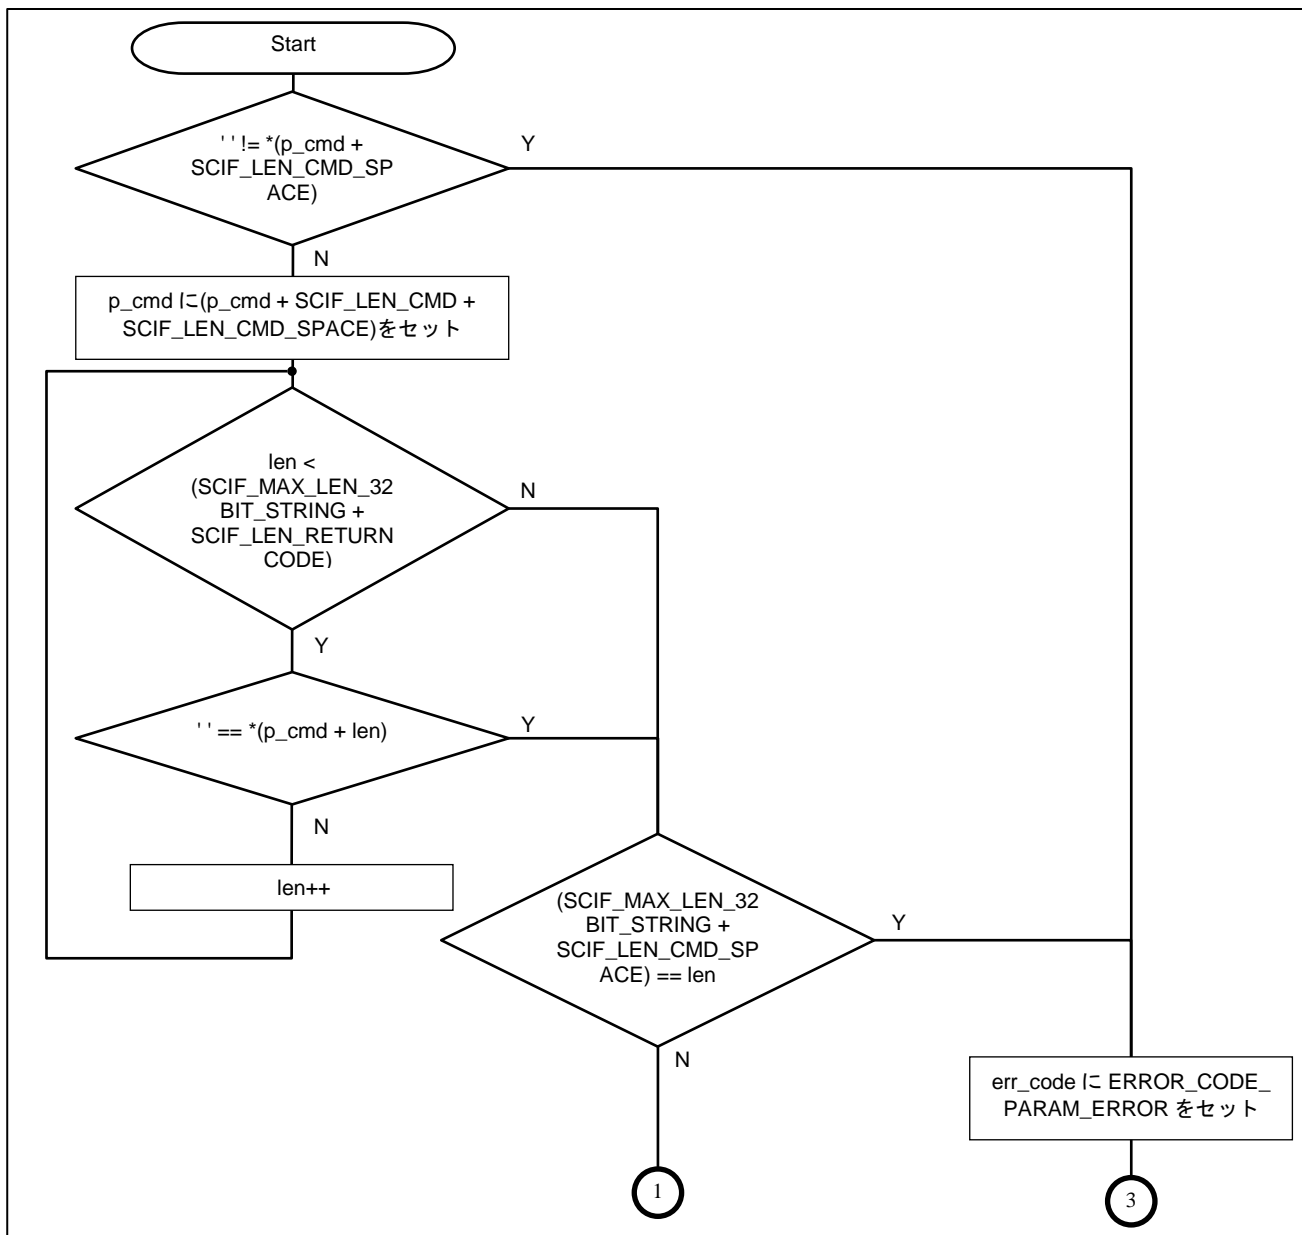 Start
' ' != *(p_cmd +
SCIF_LEN_CMD_SP
ACE)
Y
N
p_cmd に(p_cmd + SCIF_LEN_CMD +
SCIF_LEN_CMD_SPACE)をセット
len <
(SCIF_MAX_LEN_32
BIT_STRING +
SCIF_LEN_RETURN
CODE)
N
Y
' ' == *(p_cmd + len)
Y
N
len++
(SCIF_MAX_LEN_32
BIT_STRING +
SCIF_LEN_CMD_SP
ACE) == len
Y
N
err_code に ERROR_CODE_
PARAM_ERROR をセット
1
3